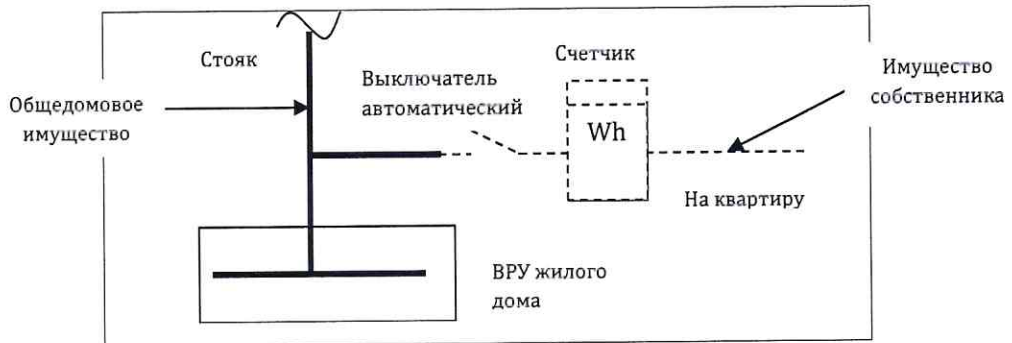 Стояк
Общедомовое
имущество
Выключатель
автоматический
Счетчик
Wh
Имущество
собственника
На квартиру
ВРУ жилого
дома